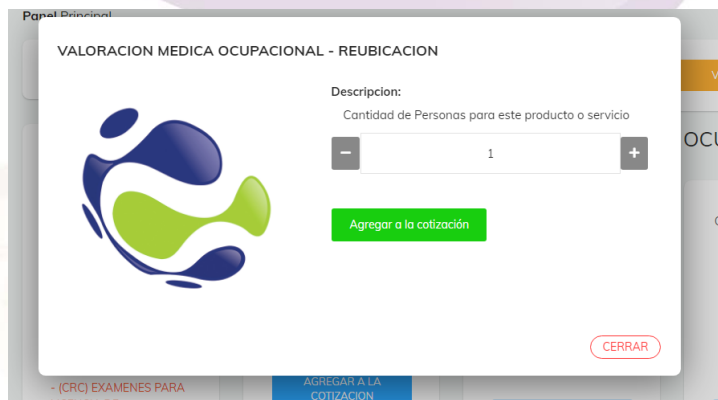 Panel Principal
VALORACION MEDICA OCUPACIONAL - REUBICACION
Descripcion:
Cantidad de Personas para este producto o servicio
1
Agregar a la cotización
CERRAR
- (CRC) EXAMENES PARA
AGREGAR A LA
COTIZACION